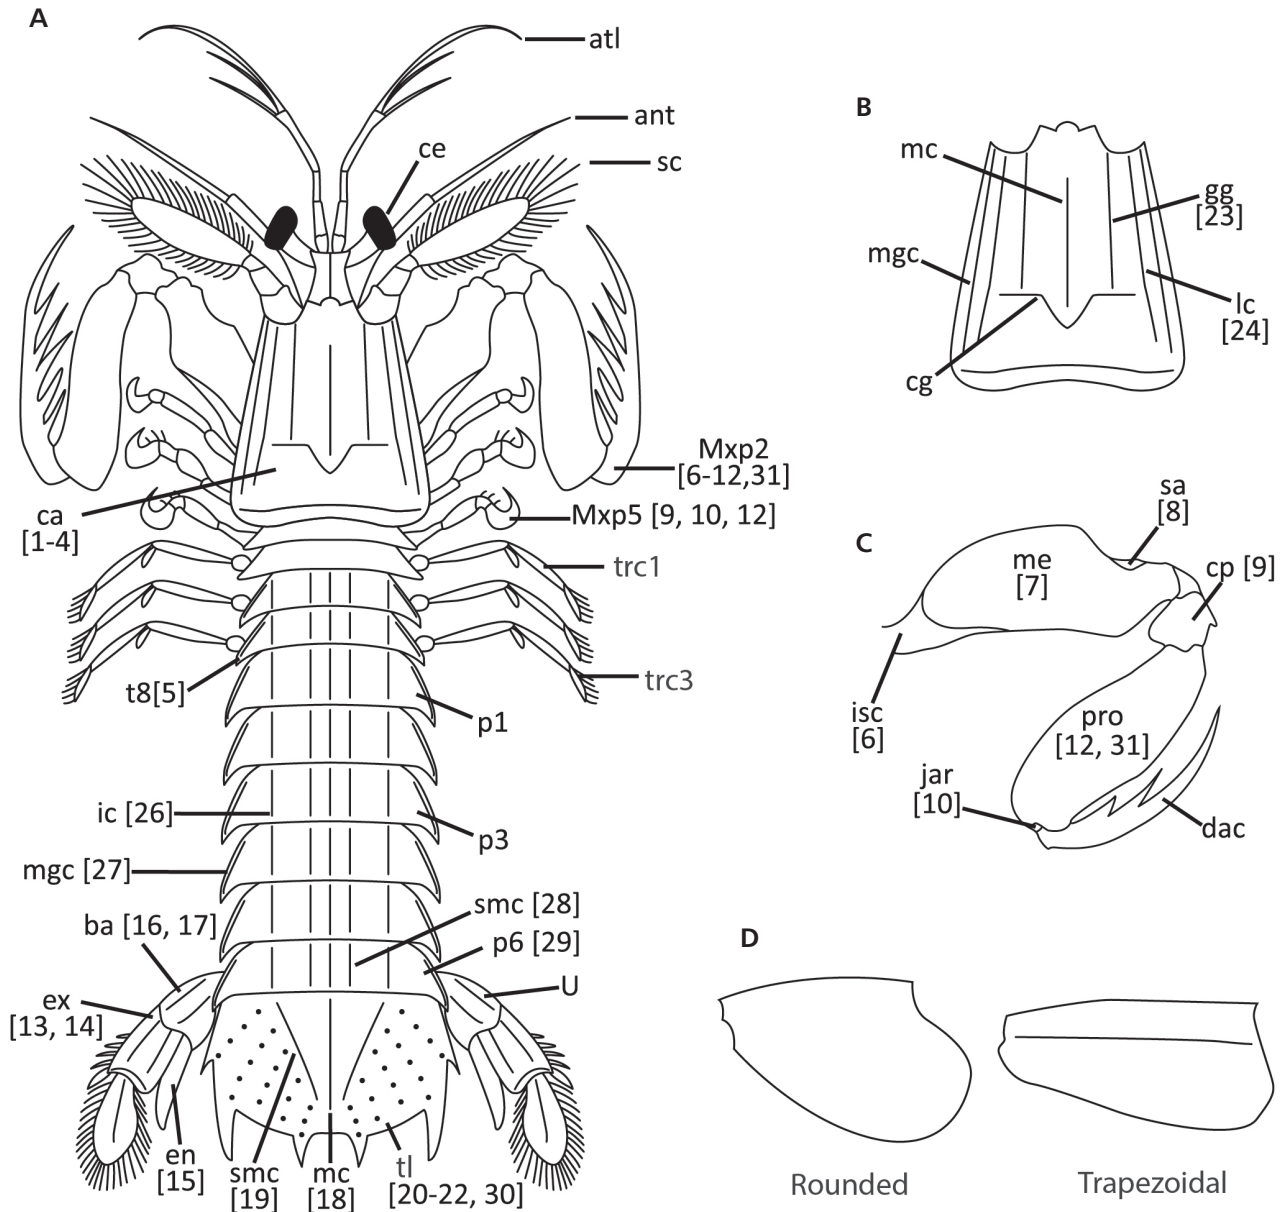 A
atl
ant
ce
sc
Mxp2
[6-12,31]
Mxp5 [9, 10, 12]
ca
[1-4]
trc1
trc3
t8[5]
p1
ic [26]
p3
mgc [27]
smc [28]
ba [16, 17]
p6 [29]
U
ex
[13, 14]
en
[15]
smc
[19]
mc
[18]
tl
[20-22, 30]
B
mc
gg
[23]
mgc
lc
[24]
cg
C
sa
[8]
me
[7]
cp [9]
isc
[6]
pro
[12, 31]
jar
[10]
dac
D
Rounded
Trapezoidal